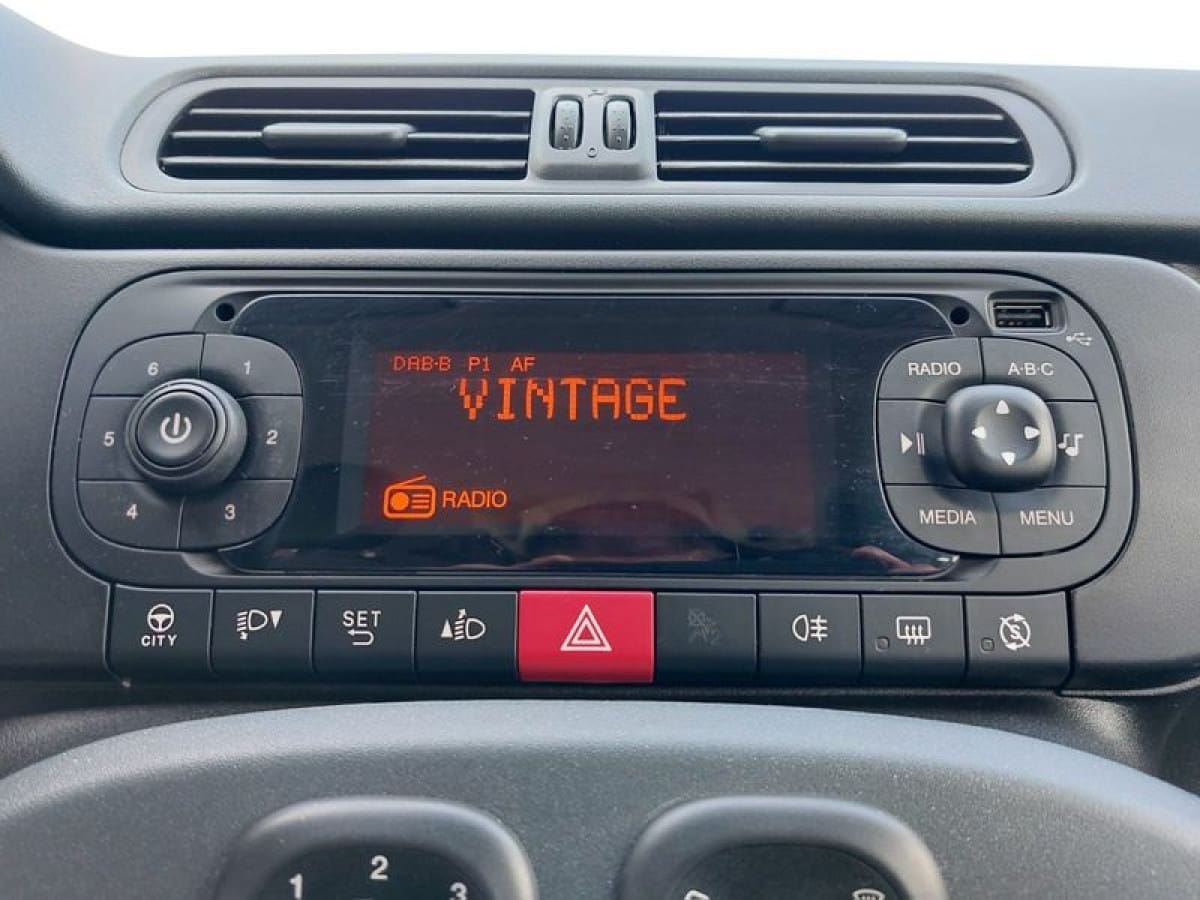 DAB·B P1 AF
VINTAGE
RADIO
6
1
5
2
4
3
RADIO
A·B·C
MEDIA
MENU
CITY
SET
1
2
3